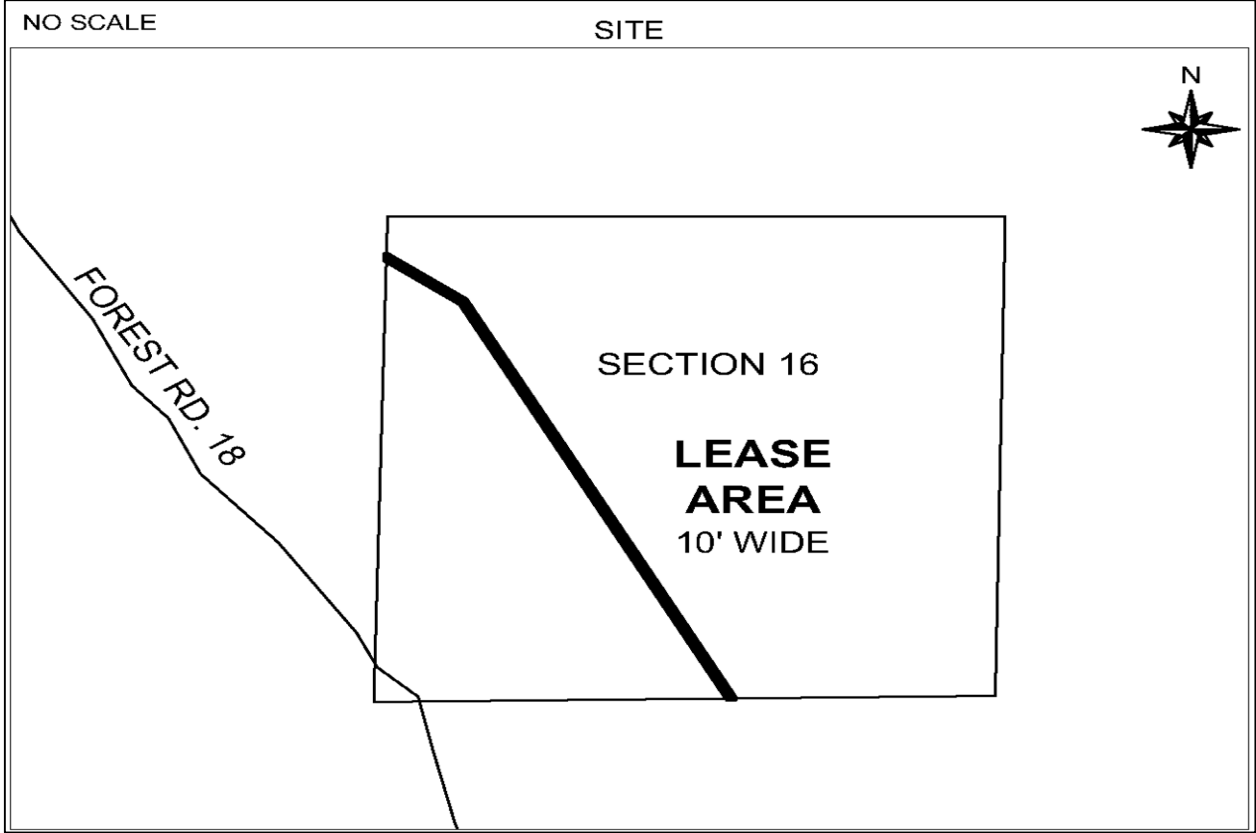 NO SCALE
SITE
N
FOREST RD. 18
SECTION 16
LEASE
AREA
10' WIDE